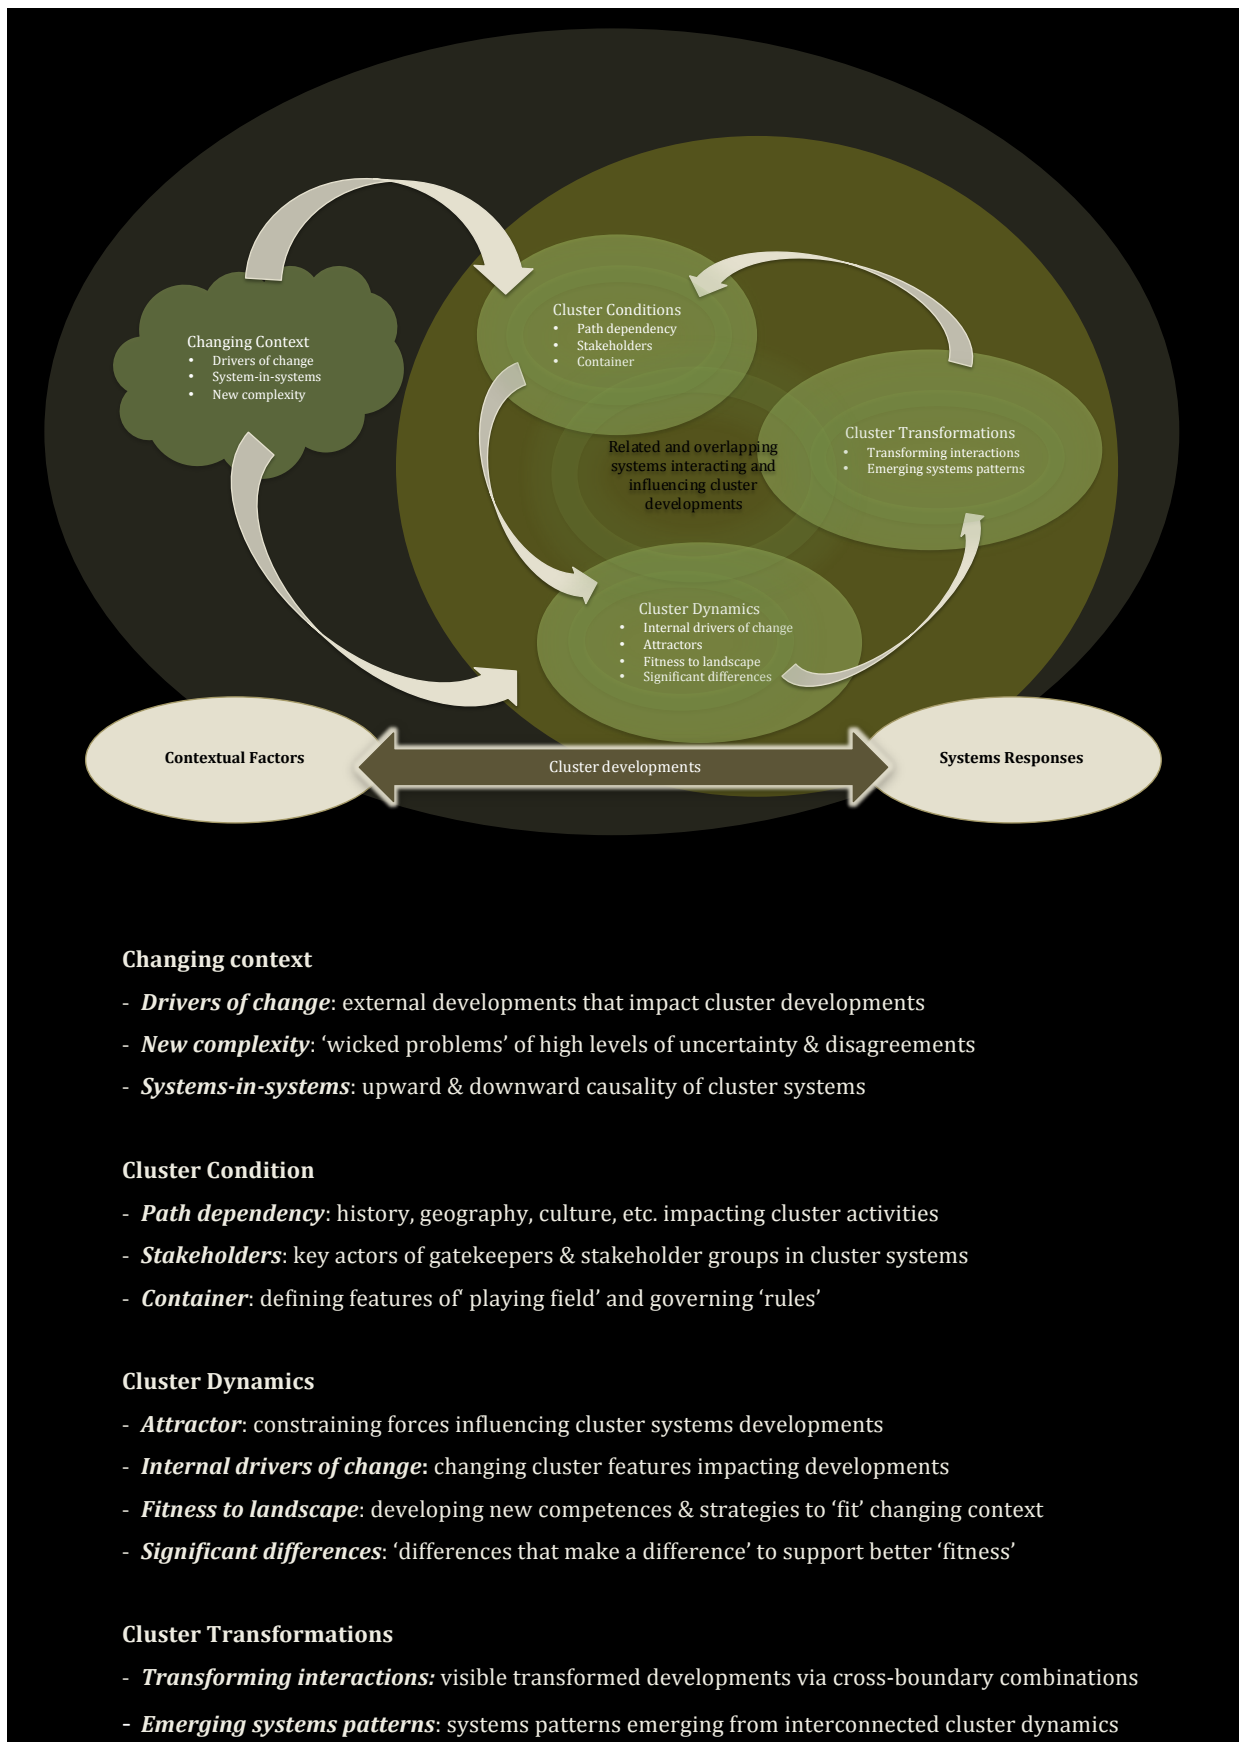 Changing Context
• Drivers of change
• System-in-systems
• New complexity
Cluster Conditions
• Path dependency
• Stakeholders
• Container
Cluster Transformations
• Transforming interactions
• Emerging systems patterns
Related and overlapping
systems interacting and
influencing cluster
developments
Cluster Dynamics
• Internal drivers of change
• Attractors
• Fitness to landscape
• Significant differences
Contextual Factors
Cluster developments
Systems Responses
Changing context
- Drivers of change: external developments that impact cluster developments
- New complexity: ‘wicked problems’ of high levels of uncertainty & disagreements
- Systems-in-systems: upward & downward causality of cluster systems
Cluster Condition
- Path dependency: history, geography, culture, etc. impacting cluster activities
- Stakeholders: key actors of gatekeepers & stakeholder groups in cluster systems
- Container: defining features of‘ playing field’ and governing ‘rules’
Cluster Dynamics
- Attractor: constraining forces influencing cluster systems developments
- Internal drivers of change: changing cluster features impacting developments
- Fitness to landscape: developing new competences & strategies to ‘fit’ changing context
- Significant differences: ‘differences that make a difference’ to support better ‘fitness’
Cluster Transformations
- Transforming interactions: visible transformed developments via cross-boundary combinations
- Emerging systems patterns: systems patterns emerging from interconnected cluster dynamics